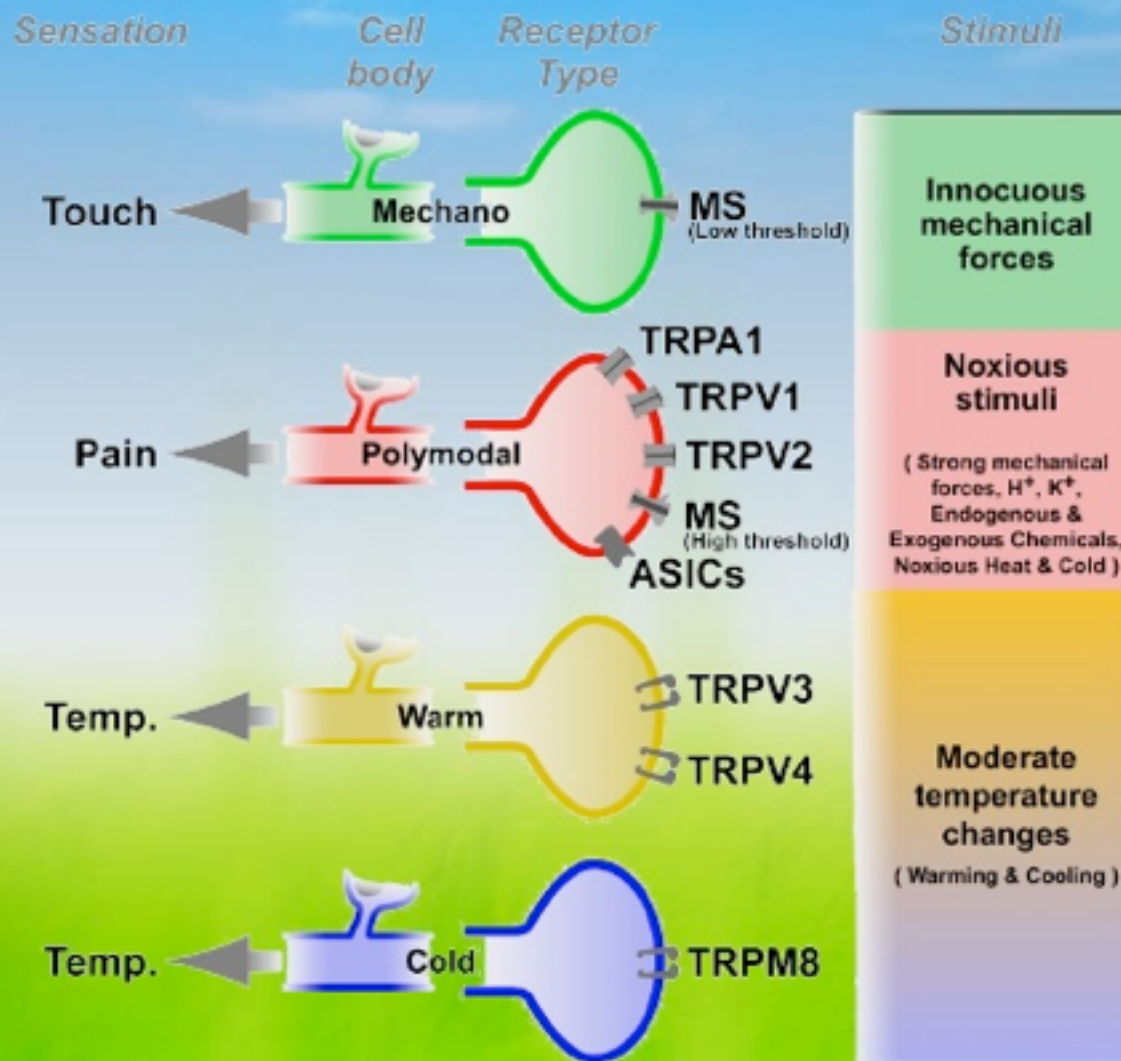 Sensation
Cell
body
Receptor
Type
Stimuli
Touch
Mechano
MS
(Low threshold)
Innocuous
mechanical
forces
Pain
Polymodal
TRPA1
TRPV1
TRPV2
MS
(High threshold)
ASICs
Noxious
stimuli
( Strong mechanical
forces, H⁺, K⁺,
Endogenous &
Exogenous Chemicals,
Noxious Heat & Cold )
Temp.
Warm
TRPV3
TRPV4
Moderate
temperature
changes
( Warming & Cooling )
Temp.
Cold
TRPM8